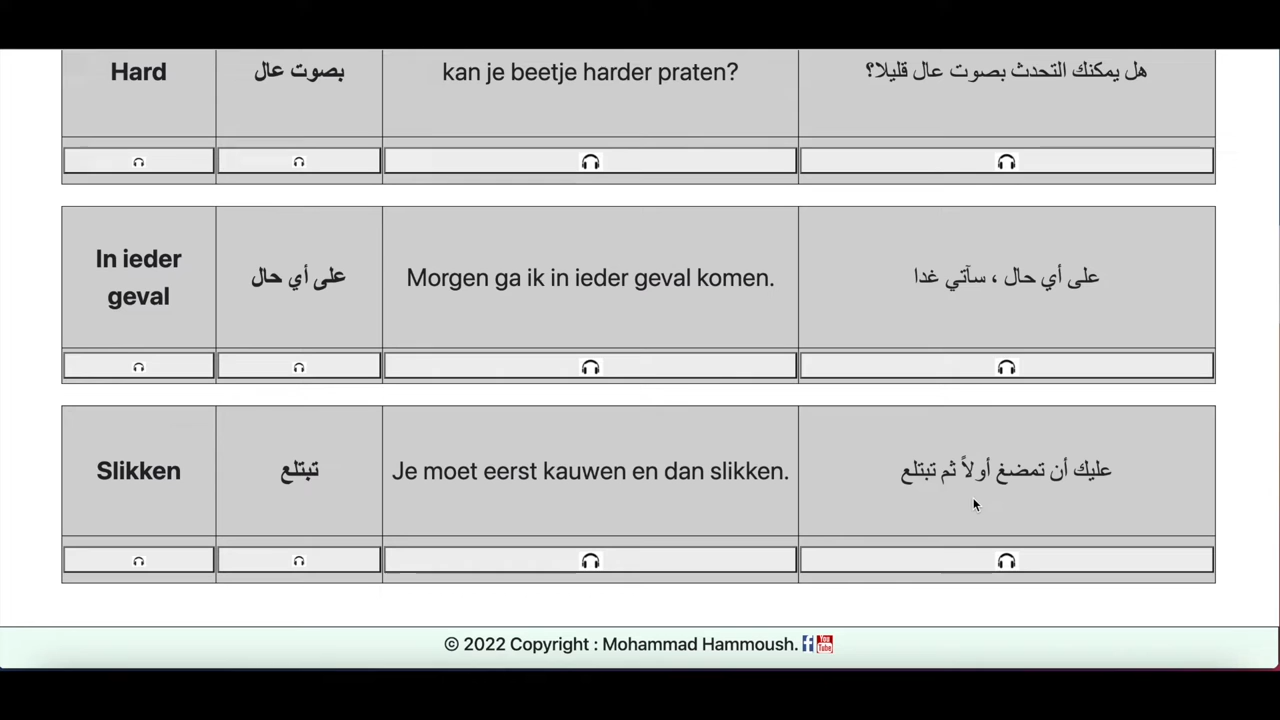 Hard
بصوت عال
kan je beetje harder praten?
هل يمكنك التحدث بصوت عال قليلا؟
In ieder
geval
على أي حال
Morgen ga ik in ieder geval komen.
على أي حال ، سآتي غدا
Slikken
تبتلع
Je moet eerst kauwen en dan slikken.
عليك أن تمضغ أولاً ثم تبتلع
© 2022 Copyright : Mohammad Hammoush.
You
Tube